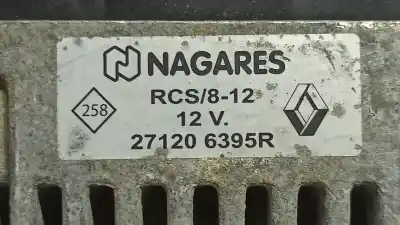 NAGARES
RCS/8-12
258
12 V.
27120 6395R